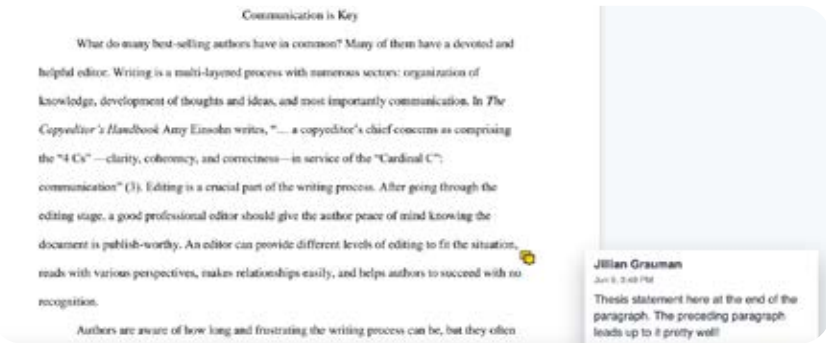 Communication is Key
What do many best-selling authors have in common? Many of them have a devoted and
helpful editor. Writing is a multi-layered process with numerous sectors: organization of
knowledge, development of thoughts and ideas, and most importantly communication. In The
Copyeditor's Handbook Amy Einsohn writes, "… a copyeditor's chief concerns as comprising
the "4 Cs" —clarity, coherency, and correctness—in service of the "Cardinal C":
communication" (3). Editing is a crucial part of the writing process. After going through the
editing stage, a good professional editor should give the author peace of mind knowing the
document is publish-worthy. An editor can provide different levels of editing to fit the situation,
reads with various perspectives, makes relationships easily, and helps authors to succeed with no
recognition.
Authors are aware of how long and frustrating the writing process can be, but they often
Jillian Grauman
Thesis statement here at the end of the
paragraph. The preceding paragraph
leads up to it pretty well!